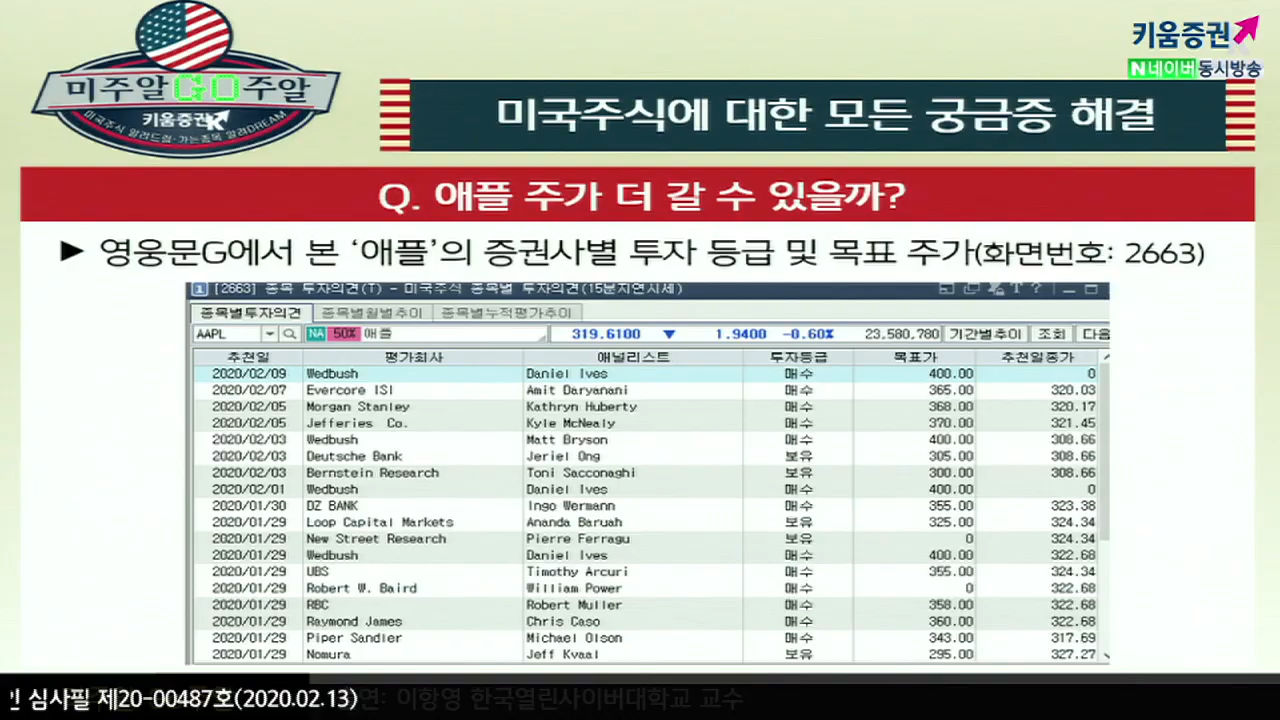 미주알GO주알
키움증권
미국주식 알려드림·가는종목 알려DREAM
키움증권
N 네이버 동시방송
미국주식에 대한 모든 궁금증 해결
Q. 애플 주가 더 갈 수 있을까?
▶ 영웅문G에서 본 ‘애플’의 증권사별 투자 등급 및 목표 주가(화면번호: 2663)
1 [2663] 종목 투자의견(T) - 미국주식 종목별 투자의견(15분지연시세)
종목별투자의견 종목별월별추이 종목별누적평가추이
AAPL NA 50% 애플 319.6100 ▼ 1.9400 -0.60% 23,580,780 기간별추이 조회 다음
추천일 평가회사 애널리스트 투자등급 목표가 추천일종가
2020/02/09 Wedbush Daniel Ives 매수 400.00 0
2020/02/07 Evercore ISI Amit Daryanani 매수 365.00 320.03
2020/02/05 Morgan Stanley Kathryn Huberty 매수 368.00 320.17
2020/02/05 Jefferies Co. Kyle McNealy 매수 370.00 321.45
2020/02/03 Wedbush Matt Bryson 매수 400.00 308.66
2020/02/03 Deutsche Bank Jeriel Ong 보유 305.00 308.66
2020/02/03 Bernstein Research Toni Sacconaghi 보유 300.00 308.66
2020/02/01 Wedbush Daniel Ives 매수 400.00 0
2020/01/30 DZ BANK Ingo Wermann 매수 355.00 323.38
2020/01/29 Loop Capital Markets Ananda Baruah 보유 325.00 324.34
2020/01/29 New Street Research Pierre Ferragu 보유 0 324.34
2020/01/29 Wedbush Daniel Ives 매수 400.00 322.68
2020/01/29 UBS Timothy Arcuri 매수 355.00 324.34
2020/01/29 Robert W. Baird William Power 매수 0 322.68
2020/01/29 RBC Robert Muller 매수 358.00 322.68
2020/01/29 Raymond James Chris Caso 매수 360.00 322.68
2020/01/29 Piper Sandler Michael Olson 매수 343.00 317.69
2020/01/29 Nomura Jeff Kvaal 보유 295.00 327.27
심사필 제20-00487호(2020.02.13) 연: 이항영 한국열린사이버대학교 교수